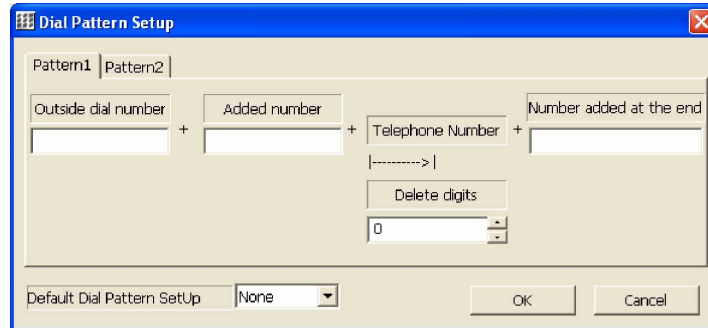 Dial Pattern Setup
Pattern1 Pattern2
Outside dial number + Added number + Telephone Number + Number added at the end
|---------->|
Delete digits
0
Default Dial Pattern SetUp None OK Cancel